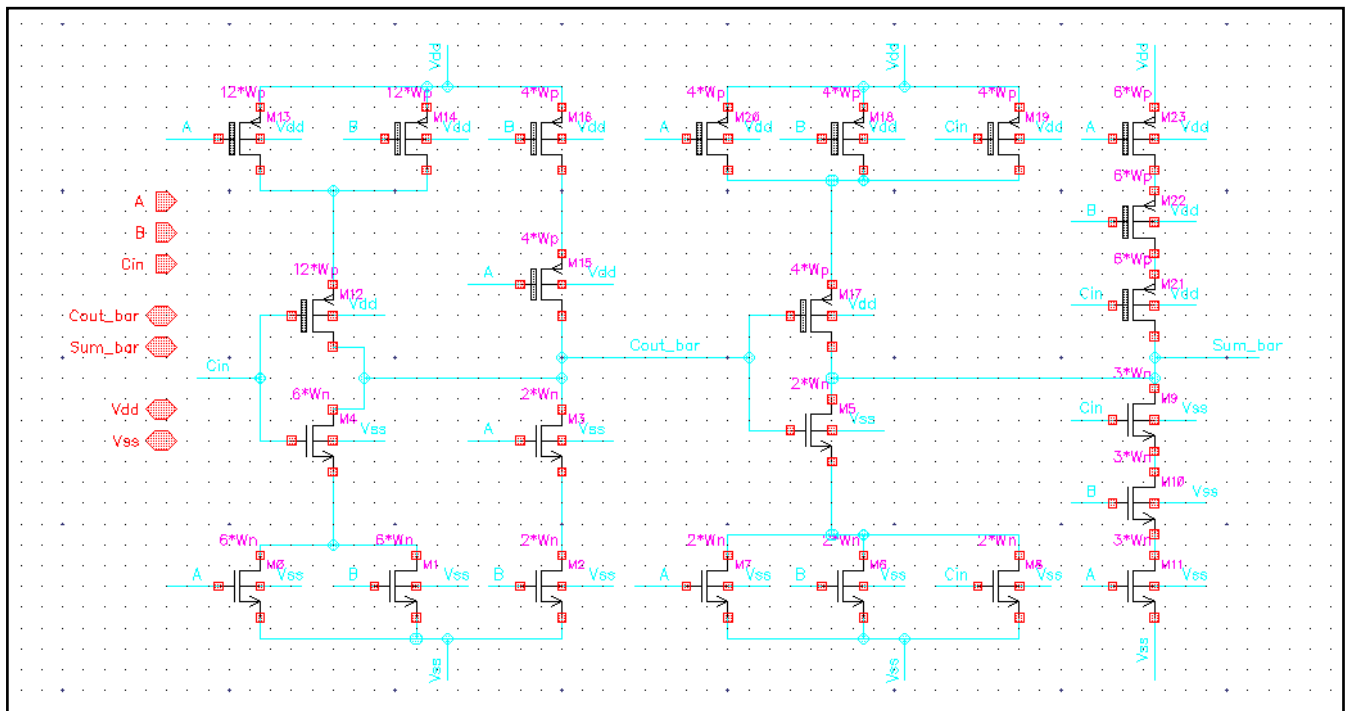 Vdd Vdd Vdd
12*Wp 12*Wp 4*Wp 4*Wp 4*Wp 4*Wp 6*Wp
M13 M14 M16 M20 M18 M19 M23
A Vdd B Vdd B Vdd A Vdd B Vdd Cin Vdd A Vdd
6*Wp
A M22
B B Vdd
4*Wp
Cin 12*Wp M15 4*Wp 6*Wp
A Vdd
M12 M17 M21
Vdd Vdd Cin Vdd
Cout_bar
Sum_bar Cout_bar Sum_bar
Cin
6*Wn 2*Wn 2*Wn 3*Wn
Vdd M4 M3 M5 M9
Cin Vss
Vss Vss A Vss Vss
3*Wn
M10
B Vss
6*Wn 6*Wn 2*Wn 2*Wn 2*Wn 2*Wn 3*Wn
M0 M1 M2 M7 M6 M8 M11
A Vss B Vss B Vss A Vss B Vss Cin Vss A Vss
Vss Vss Vss